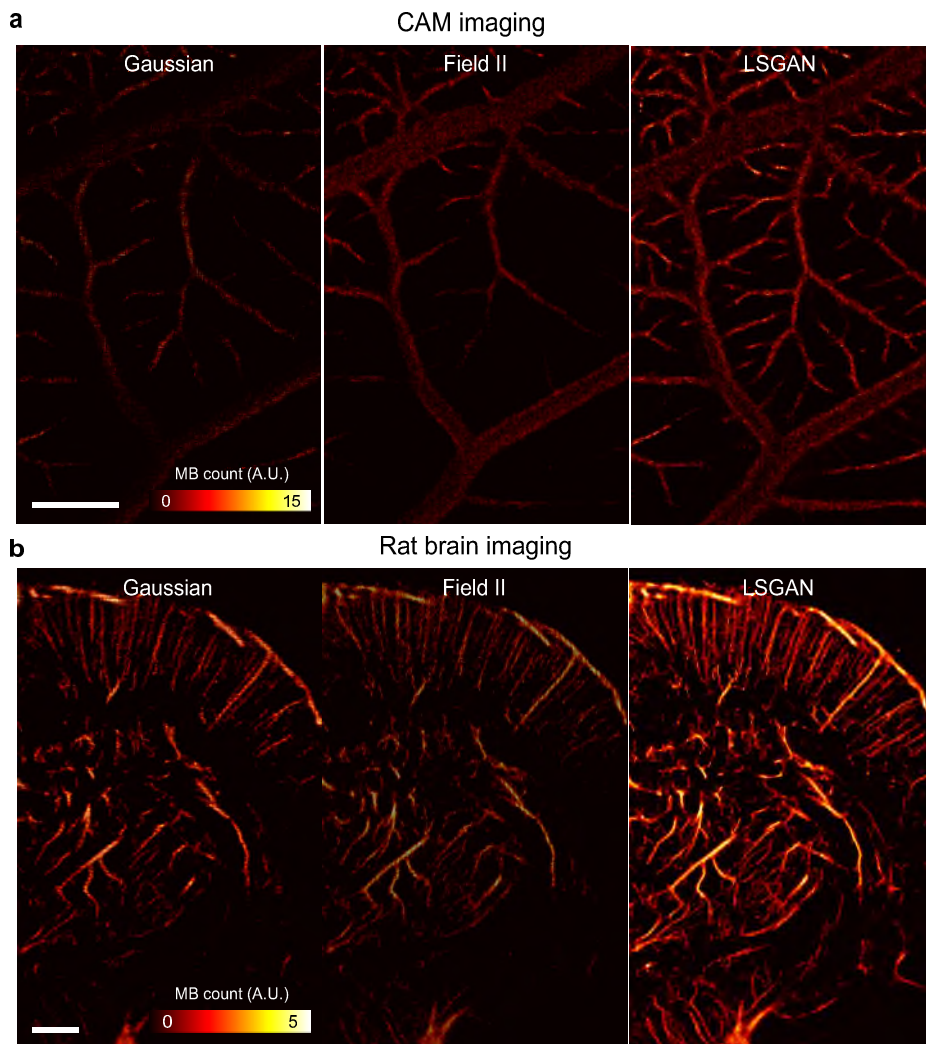 a
CAM imaging
Gaussian
Field II
LSGAN
MB count (A.U.)
0
15
b
Rat brain imaging
Gaussian
Field II
LSGAN
MB count (A.U.)
0
5